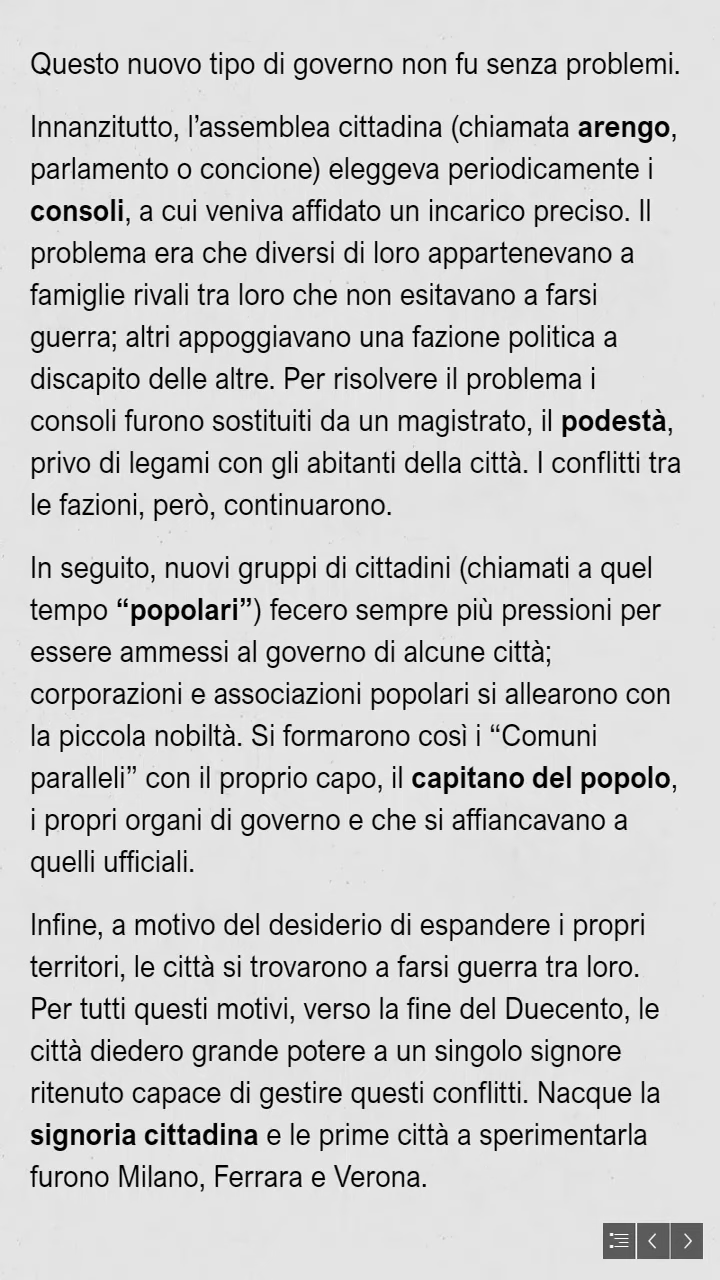 Questo nuovo tipo di governo non fu senza problemi.
Innanzitutto, l’assemblea cittadina (chiamata arengo,
parlamento o concione) eleggeva periodicamente i
consoli, a cui veniva affidato un incarico preciso. Il
problema era che diversi di loro appartenevano a
famiglie rivali tra loro che non esitavano a farsi
guerra; altri appoggiavano una fazione politica a
discapito delle altre. Per risolvere il problema i
consoli furono sostituiti da un magistrato, il podestà,
privo di legami con gli abitanti della città. I conflitti tra
le fazioni, però, continuarono.
In seguito, nuovi gruppi di cittadini (chiamati a quel
tempo “popolari”) fecero sempre più pressioni per
essere ammessi al governo di alcune città;
corporazioni e associazioni popolari si allearono con
la piccola nobiltà. Si formarono così i “Comuni
paralleli” con il proprio capo, il capitano del popolo,
i propri organi di governo e che si affiancavano a
quelli ufficiali.
Infine, a motivo del desiderio di espandere i propri
territori, le città si trovarono a farsi guerra tra loro.
Per tutti questi motivi, verso la fine del Duecento, le
città diedero grande potere a un singolo signore
ritenuto capace di gestire questi conflitti. Nacque la
signoria cittadina e le prime città a sperimentarla
furono Milano, Ferrara e Verona.